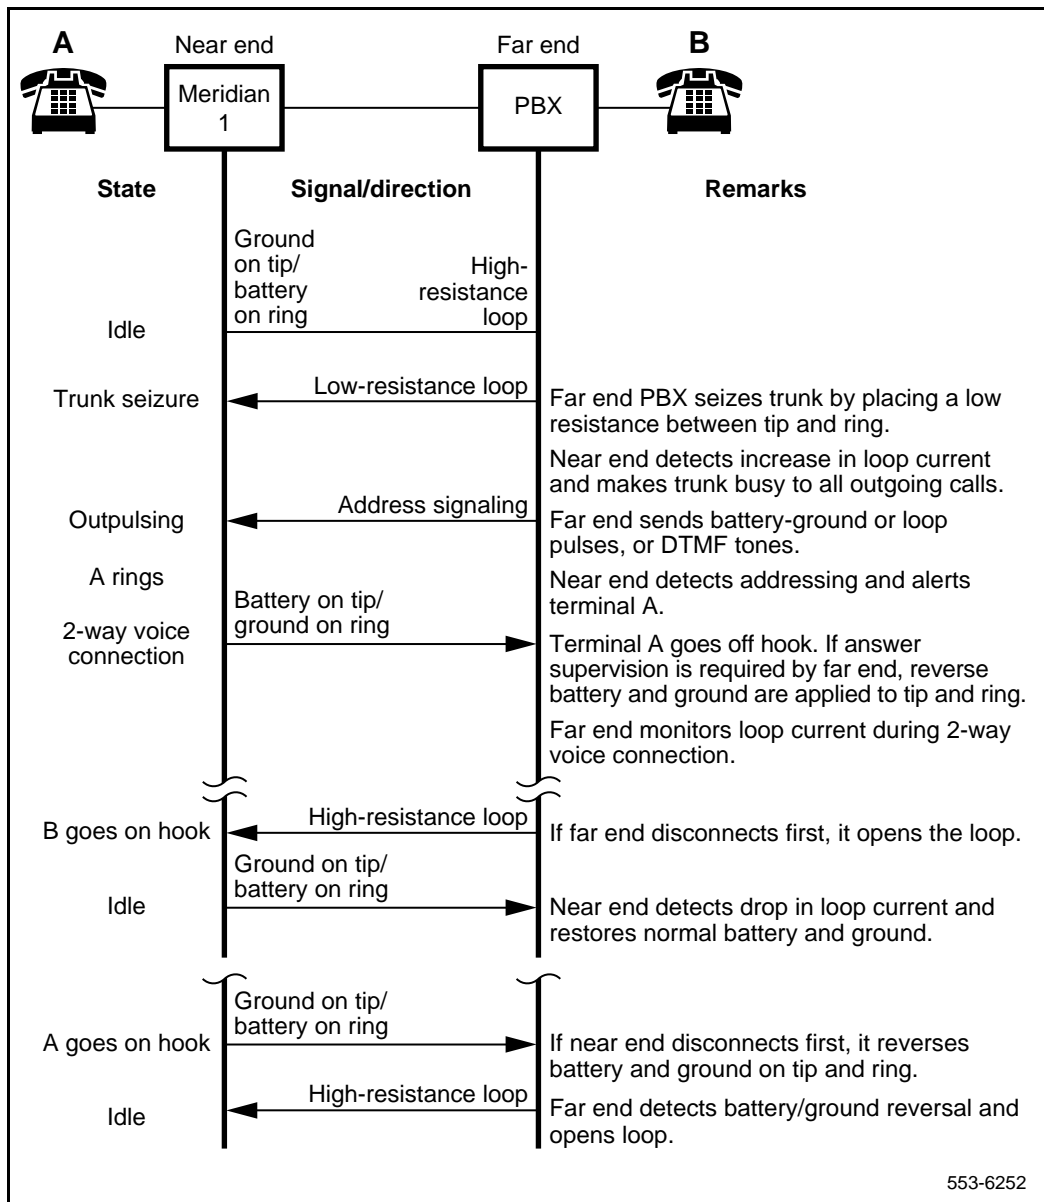 A
Near end
Far end
B
Meridian
1
PBX
State
Signal/direction
Remarks
Ground
on tip/
battery
on ring
High-
resistance
loop
Idle
Trunk seizure
Low-resistance loop
Far end PBX seizes trunk by placing a low
resistance between tip and ring.
Near end detects increase in loop current
and makes trunk busy to all outgoing calls.
Outpulsing
Address signaling
Far end sends battery-ground or loop
pulses, or DTMF tones.
A rings
Near end detects addressing and alerts
terminal A.
2-way voice
connection
Battery on tip/
ground on ring
Terminal A goes off hook. If answer
supervision is required by far end, reverse
battery and ground are applied to tip and ring.
Far end monitors loop current during 2-way
voice connection.
B goes on hook
High-resistance loop
If far end disconnects first, it opens the loop.
Idle
Ground on tip/
battery on ring
Near end detects drop in loop current and
restores normal battery and ground.
A goes on hook
Ground on tip/
battery on ring
If near end disconnects first, it reverses
battery and ground on tip and ring.
Idle
High-resistance loop
Far end detects battery/ground reversal and
opens loop.
553-6252